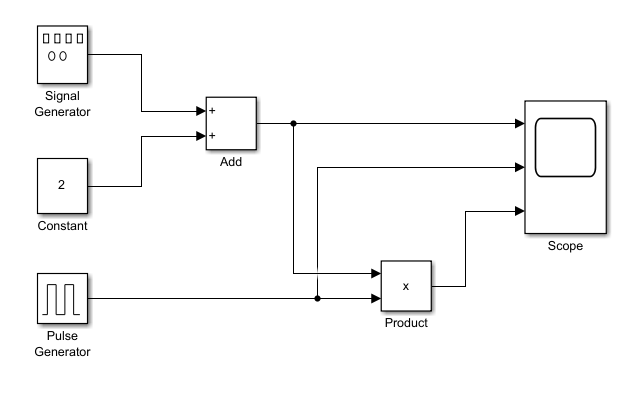 Signal
Generator
+
+
Add
2
Constant
Scope
x
Product
Pulse
Generator